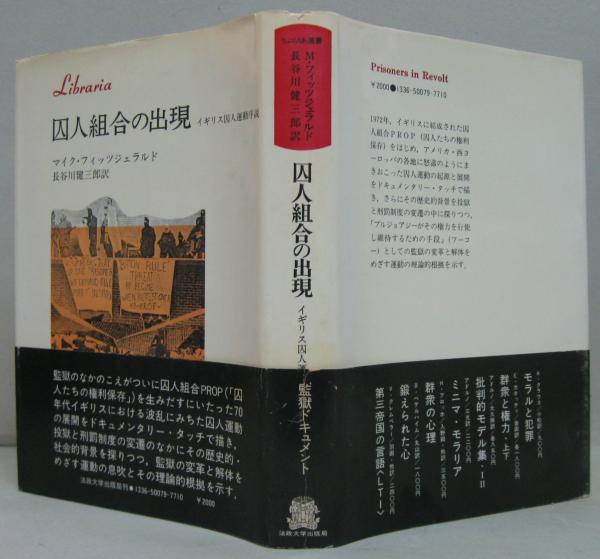 Libraria
囚人組合の出現 イギリス囚人運動序説
マイク・フィッツジェラルド
長谷川健三郎訳
監獄のなかのこえがついに囚人組合PROP(「囚
人たちの権利保存」)を生みだすにいたった70
年代イギリスにおける波乱にみちた囚人運動
の展開をドキュメンタリー・タッチで描き、
投獄と刑罰制度の変遷のなかにその歴史的・
社会的背景を探りつつ、監獄の変革と解体を
めざす運動の息吹とその理論的根拠を示す。
法政大学出版局刊●1336-50079-7710 ¥2000
M・フィッツジェラルド
長谷川健三郎訳
囚人組合の出現
イギリス囚人運
監獄ドキュメント
法政大学出版局
Prisoners in Revolt
¥2000●1336-50079-7710
1972年、イギリスに結成された囚
人組合PROP(囚人たちの権利
保存)をはじめ、アメリカ・西ヨ
ーロッパの各地に怒濤のようにま
きおこった囚人運動の起源と展開
をドキュメンタリー・タッチで描
き、さらにその歴史的背景を投獄
と刑罰制度の変遷の中に探りつつ、
「ブルジョアジーがその権力を行使
し維持するための手段」(フーコ
ー)としての監獄の変革と解体を
めざす運動の理論的根拠を示す。
モラルと犯罪
群衆と権力・上下
批判的モデル集・I II
ミニマ・モラリア
群衆の心理
鍛えられた心
第三帝国の言語〈LTI〉